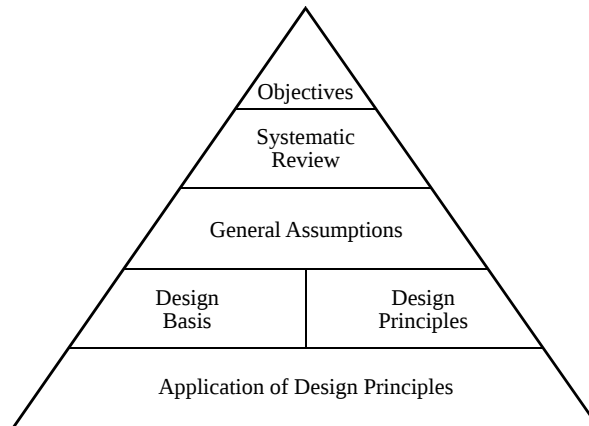 Objectives
Systematic
Review
General Assumptions
Design
Basis
Design
Principles
Application of Design Principles